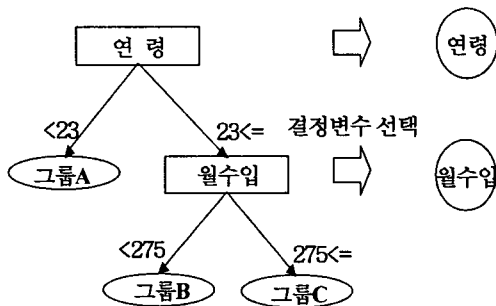 연 령
연령
<23
23<=
결정변수 선택
그룹A
월수입
월수입
<275
275<=
그룹B
그룹C